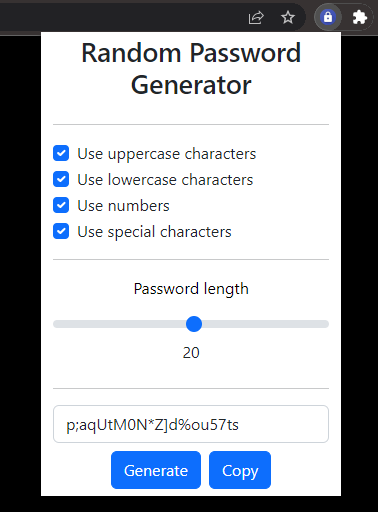 Random Password
Generator
Use uppercase characters
Use lowercase characters
Use numbers
Use special characters
Password length
20
p;aqUtM0N*Z]d%ou57ts
Generate
Copy